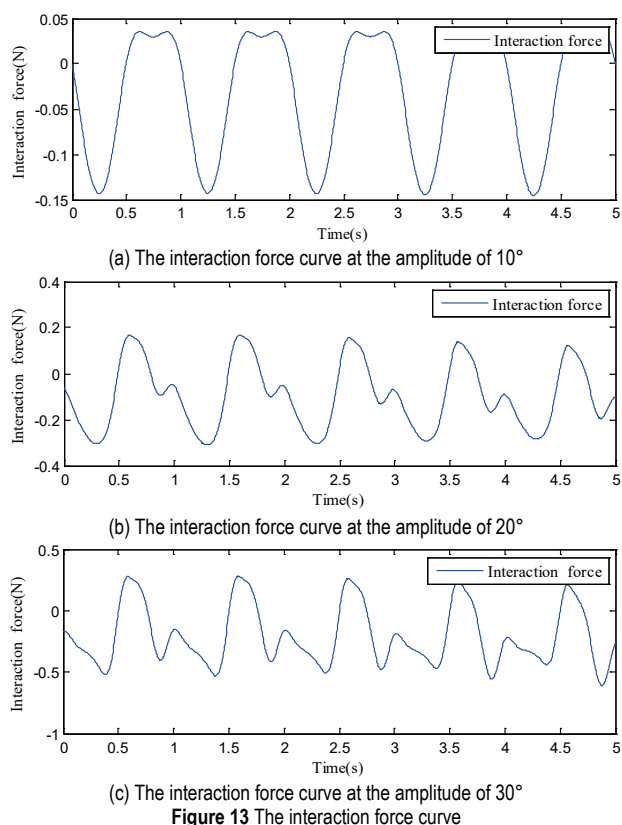 0.05
0
-0.05
-0.1
-0.15
Interaction force(N)
Interaction force
0 0.5 1 1.5 2 2.5 3 3.5 4 4.5 5
Time(s)
(a) The interaction force curve at the amplitude of 10°
0.4
0.2
0
-0.2
-0.4
Interaction force(N)
Interaction force
0 0.5 1 1.5 2 2.5 3 3.5 4 4.5 5
Time(s)
(b) The interaction force curve at the amplitude of 20°
0.5
0
-0.5
-1
Interaction force(N)
Interaction force
0 0.5 1 1.5 2 2.5 3 3.5 4 4.5 5
Time(s)
(c) The interaction force curve at the amplitude of 30°
Figure 13 The interaction force curve